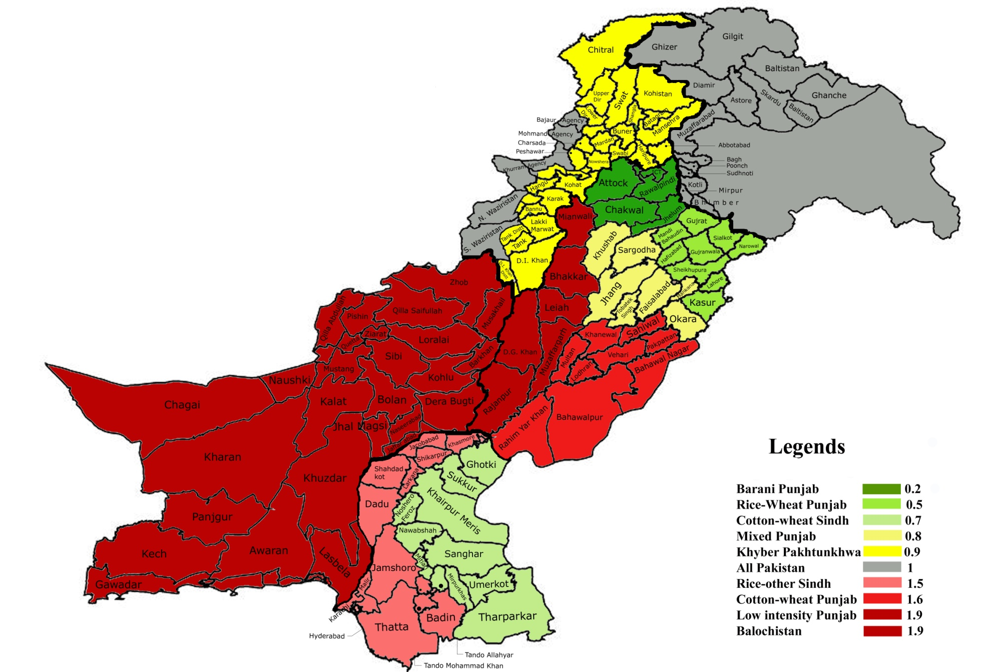 Gilgit
Chitral
Ghizer
Baltistan
Diamir
Upper
Dir
Swat
Kohistan
Ghanche
Astore
Skardu
Baltistan
Lower
Dir
Shangla
Batagram
Mansehra
Muzaffarabad
Bajaur Agency
Mohmand Agency
Buner
Charsada
Mardan
Abbotabad
Peshawar
Swabi
Haripure
Nowshera
Bagh
Poonch
Sudhnoti
Khurram Agency
ICT
Attock
Rawalpindi
Kotli
Mirpur
Hangu
Kohat
Karak
Bhimber
N. Waziristan
Bannu
Mianwali
Chakwal
Jhelum
Gujrat
Lakki
Marwat
S. Waziristan
Tank Distt
Tank
Khushab
Sargodha
Mandi
Bahaudin
Sialkot
Narowal
Hafizabad
Gujranwala
D.I. Khan
D.I. Khan
Distt
Bhakkar
Sheikhupura
Lahore
Zhob
Jhang
Faisalabad
Nankana
Kasur
Tobatek
Singh
Leiah
Okara
Musakhail
Qilla Saifullah
Qilla Abdullah
Pishin
Ziarat
Quetta
Loralai
Sahiwal
Khanewal
Pakpattan
Muzaffargarh
Multan
Vehari
Bahawal Nagar
Lodhran
D.G. Khan
Barkhan
Sibi
Mustang
Kohlu
Naushki
Chagai
Kalat
Bolan
Dera Bugti
Rajanpur
Rahim Yar Khan
Bahawalpur
Jhal Magsi
Naseerabad
Jaffar abad
Jacobabad
Khasmore
Kharan
Shikarpur
Ghotki
Shahdad
kot
Larkana
Sukkur
Khuzdar
Dadu
Noshero
Feroz
Khairpur Meris
Panjgur
Nawabshah
Kech
Awaran
Lasbela
Sanghar
Mitiari
Jamshoro
Malir
Mirpurkhas
Umerkot
Gawadar
Karachi
Thatta
Badin
Tharparkar
Hyderabad
Tando Allahyar
Tando Mohammad Khan
Legends
Barani Punjab 0.2
Rice-Wheat Punjab 0.5
Cotton-wheat Sindh 0.7
Mixed Punjab 0.8
Khyber Pakhtunkhwa 0.9
All Pakistan 1
Rice-other Sindh 1.5
Cotton-wheat Punjab 1.6
Low intensity Punjab 1.9
Balochistan 1.9